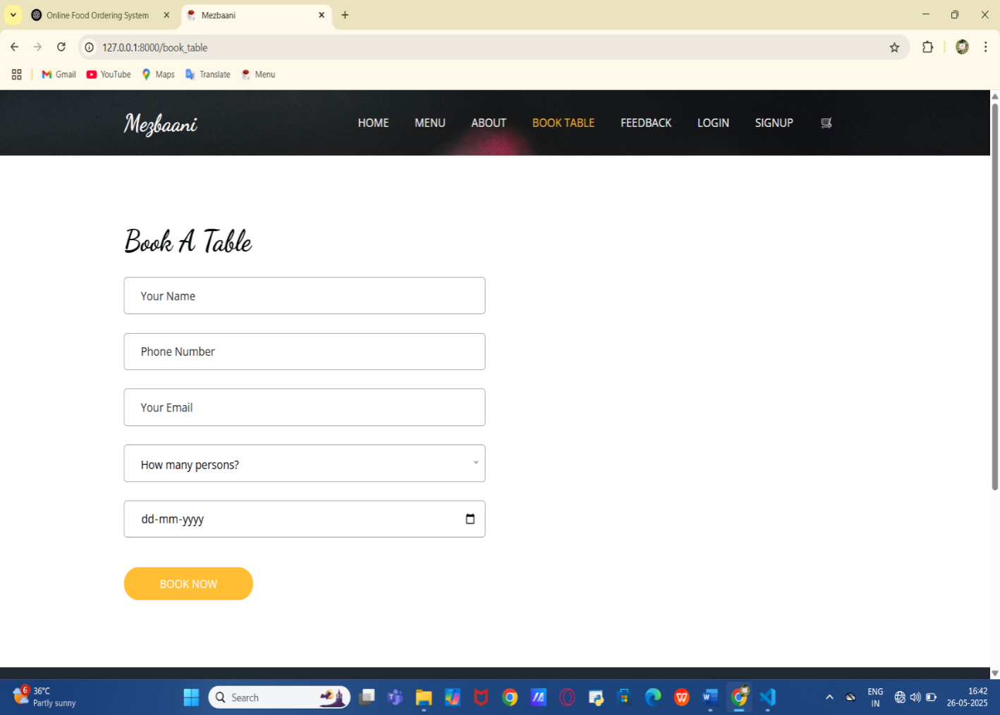 Online Food Ordering System
Mezbaani
127.0.0.1:8000/book_table
Gmail
YouTube
Maps
Translate
Menu
Mezbaani
HOME
MENU
ABOUT
BOOK TABLE
FEEDBACK
LOGIN
SIGNUP
Book A Table
Your Name
Phone Number
Your Email
How many persons?
dd-mm-yyyy
BOOK NOW
6
36°C
Partly sunny
Search
ENG
IN
16:42
26-05-2025